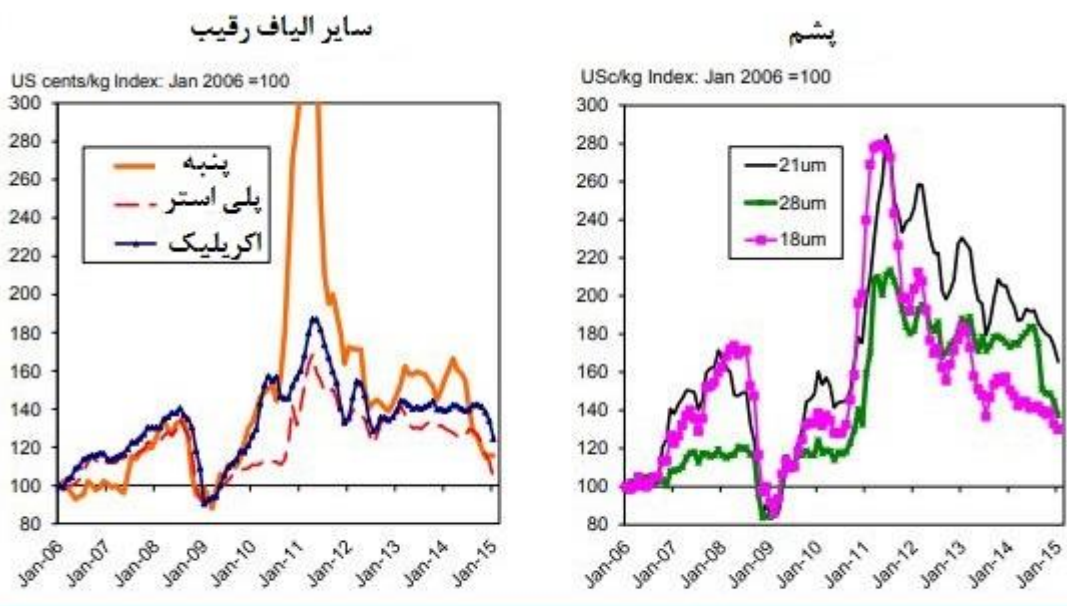 سایر الیاف رقیب
US cents/kg Index: Jan 2006 =100
300
280
260
240
220
200
180
160
140
120
100
80
پنبه
پلی استر
اکریلیک
Jan-06
Jan-07
Jan-08
Jan-09
Jan-10
Jan-11
Jan-12
Jan-13
Jan-14
Jan-15
پشم
USc/kg Index: Jan 2006 =100
300
280
260
240
220
200
180
160
140
120
100
80
21um
28um
18um
Jan-06
Jan-07
Jan-08
Jan-09
Jan-10
Jan-11
Jan-12
Jan-13
Jan-14
Jan-15